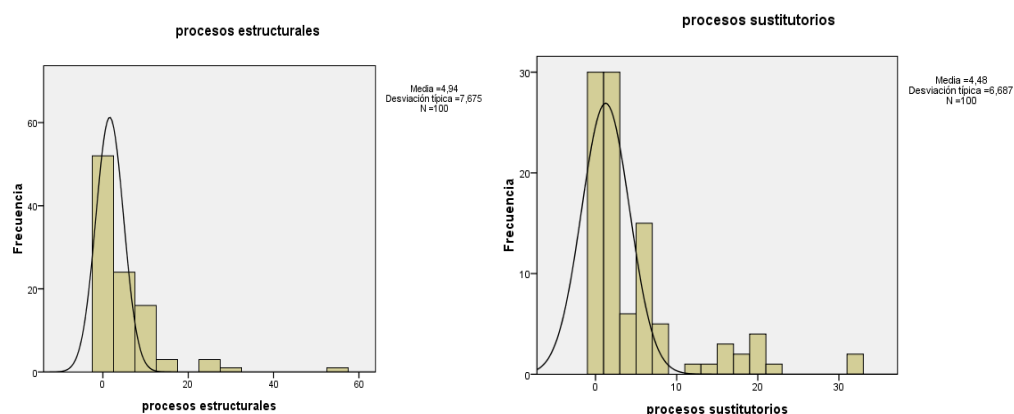 procesos estructurales
Media =4,94
Desviación típica =7,675
N =100
Frecuencia
60
40
20
0
0
20
40
60
procesos estructurales
procesos sustitutorios
Media =4,48
Desviación típica =6,687
N =100
Frecuencia
30
20
10
0
0
10
20
30
procesos sustitutorios